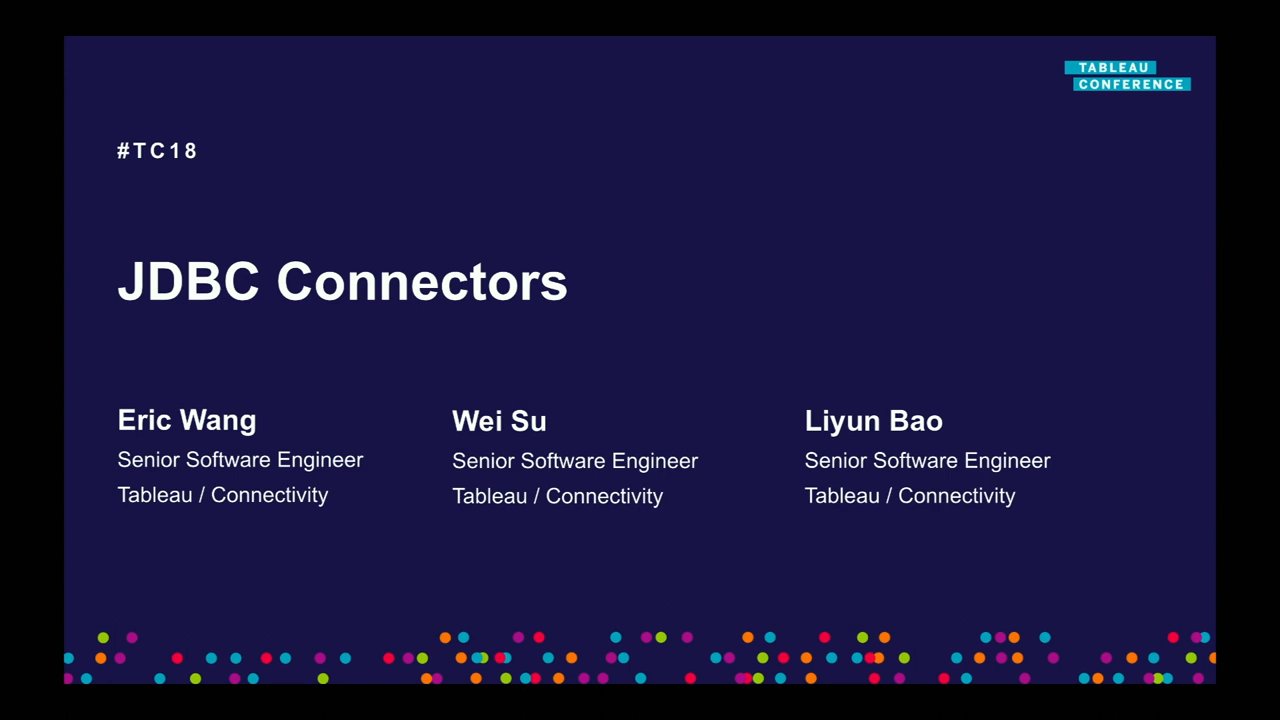 TABLEAU
CONFERENCE
#TC18
JDBC Connectors
Eric Wang
Senior Software Engineer
Tableau / Connectivity
Wei Su
Senior Software Engineer
Tableau / Connectivity
Liyun Bao
Senior Software Engineer
Tableau / Connectivity